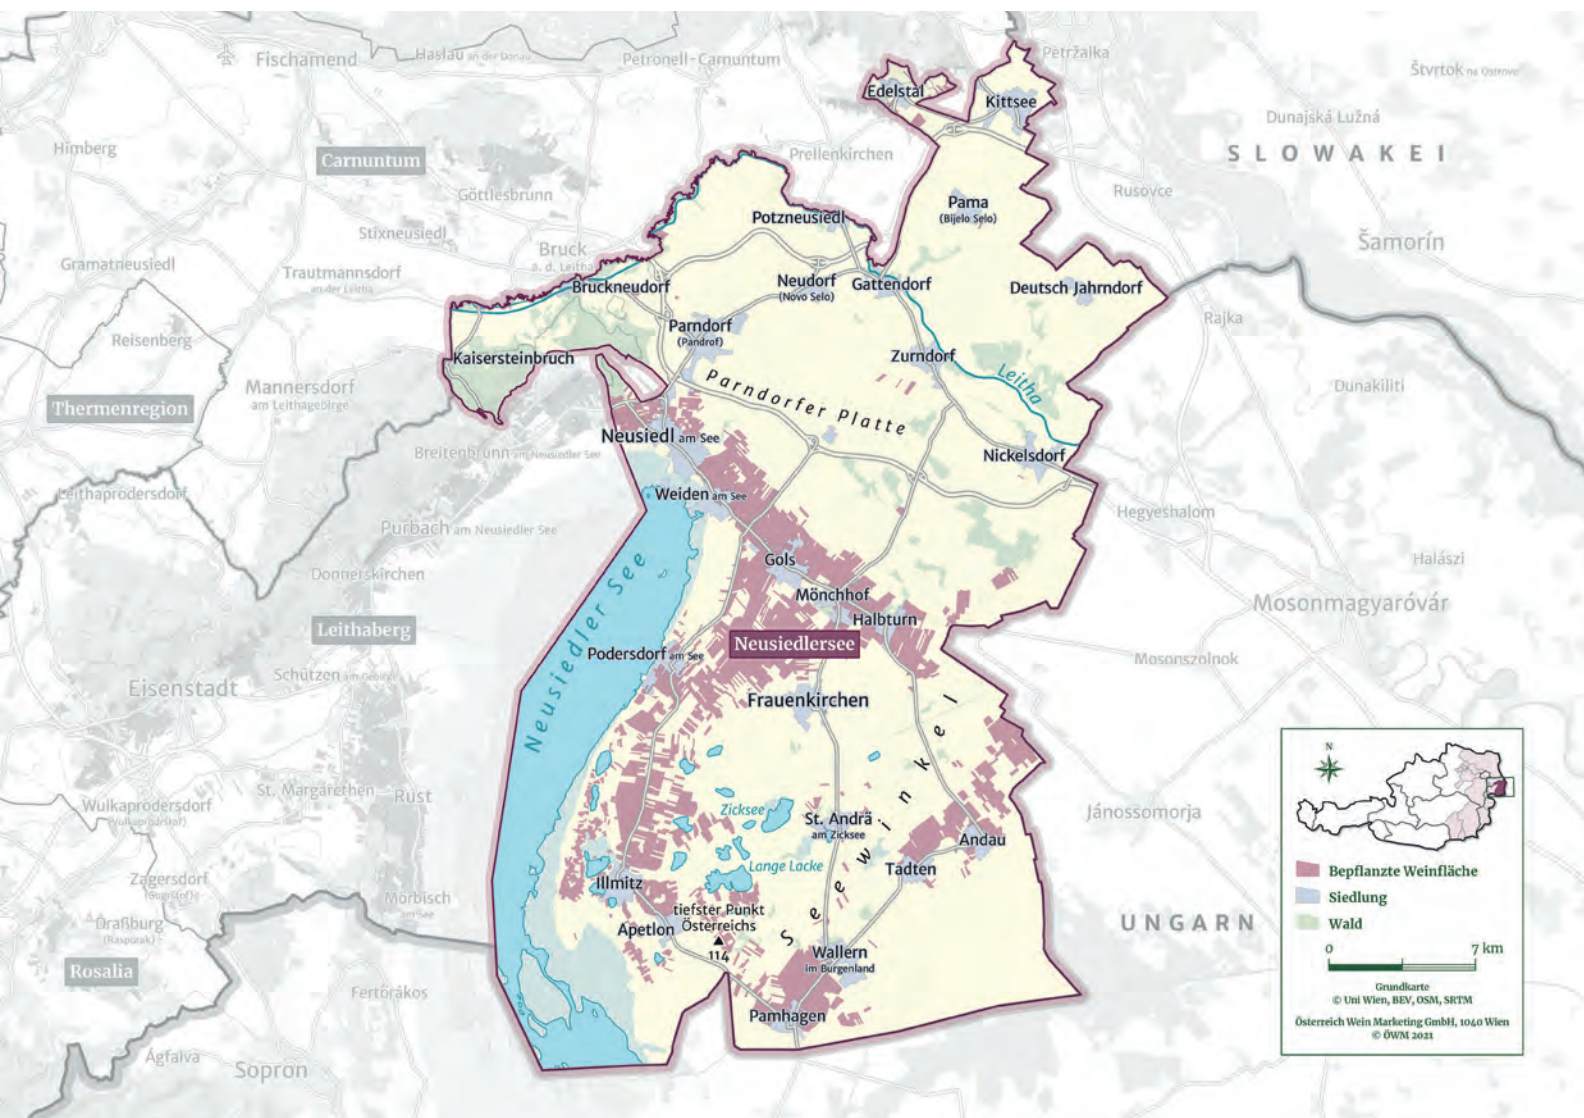 Petržalka
Fischamend
Haslau an der Donau
Petronell-Carnuntum
Štvrtok na Ostrove
Edelstal
Kittsee
Dunajská Lužná
Himberg
Carnuntum
Prellenkirchen
SLOWAKEI
Göttlesbrunn
Rusovce
Pama
(Bijelo Selo)
Potzneusiedl
Stixneusiedl
Bruck
a. d. Leitha
Šamorín
Gramatneusiedl
Trautmannsdorf
an der Leitha
Bruckneudorf
Neudorf
(Novo Selo)
Gattendorf
Deutsch Jahrndorf
Parndorf
(Pandrof)
Rajka
Reisenberg
Kaisersteinbruch
Zurndorf
Leitha
Mannersdorf
am Leithagebirge
Dunakiliti
Thermenregion
Parndorfer Platte
Neusiedl am See
Breitenbrunn am Neusiedler See
Nickelsdorf
Leithaprodersdorf
Weiden am See
Hegyeshalom
Purbach am Neusiedler See
Gols
Halászi
Donnerskirchen
Neusiedler See
Mönchhof
Mosonmagyaróvár
Halbturn
Leithaberg
Neusiedlersee
Podersdorf am See
Mosonszolnok
Schützen am Gebirge
Eisenstadt
Frauenkirchen
Seewinkel
N
St. Margarethen
Rust
Wulkaprodersdorf
(Vulkaprodrštof)
Zicksee
St. Andrä
am Zicksee
Jánossomorja
Andau
Lange Lacke
Tadten
Illmitz
Bepflanzte Weinfläche
Siedlung
Wald
0 7 km
Zagersdorf
(Cogrštof)
Mörbisch
am See
tiefster Punkt
Österreichs
114
Draßburg
(Rasporak)
Apetlon
UNGARN
Wallern
im Burgenland
Rosalia
Fertőrákos
Pamhagen
Grundkarte
© Uni Wien, BEV, OSM, SRTM
Österreich Wein Marketing GmbH, 1040 Wien
© ÖWM 2021
Ágfalva
Sopron